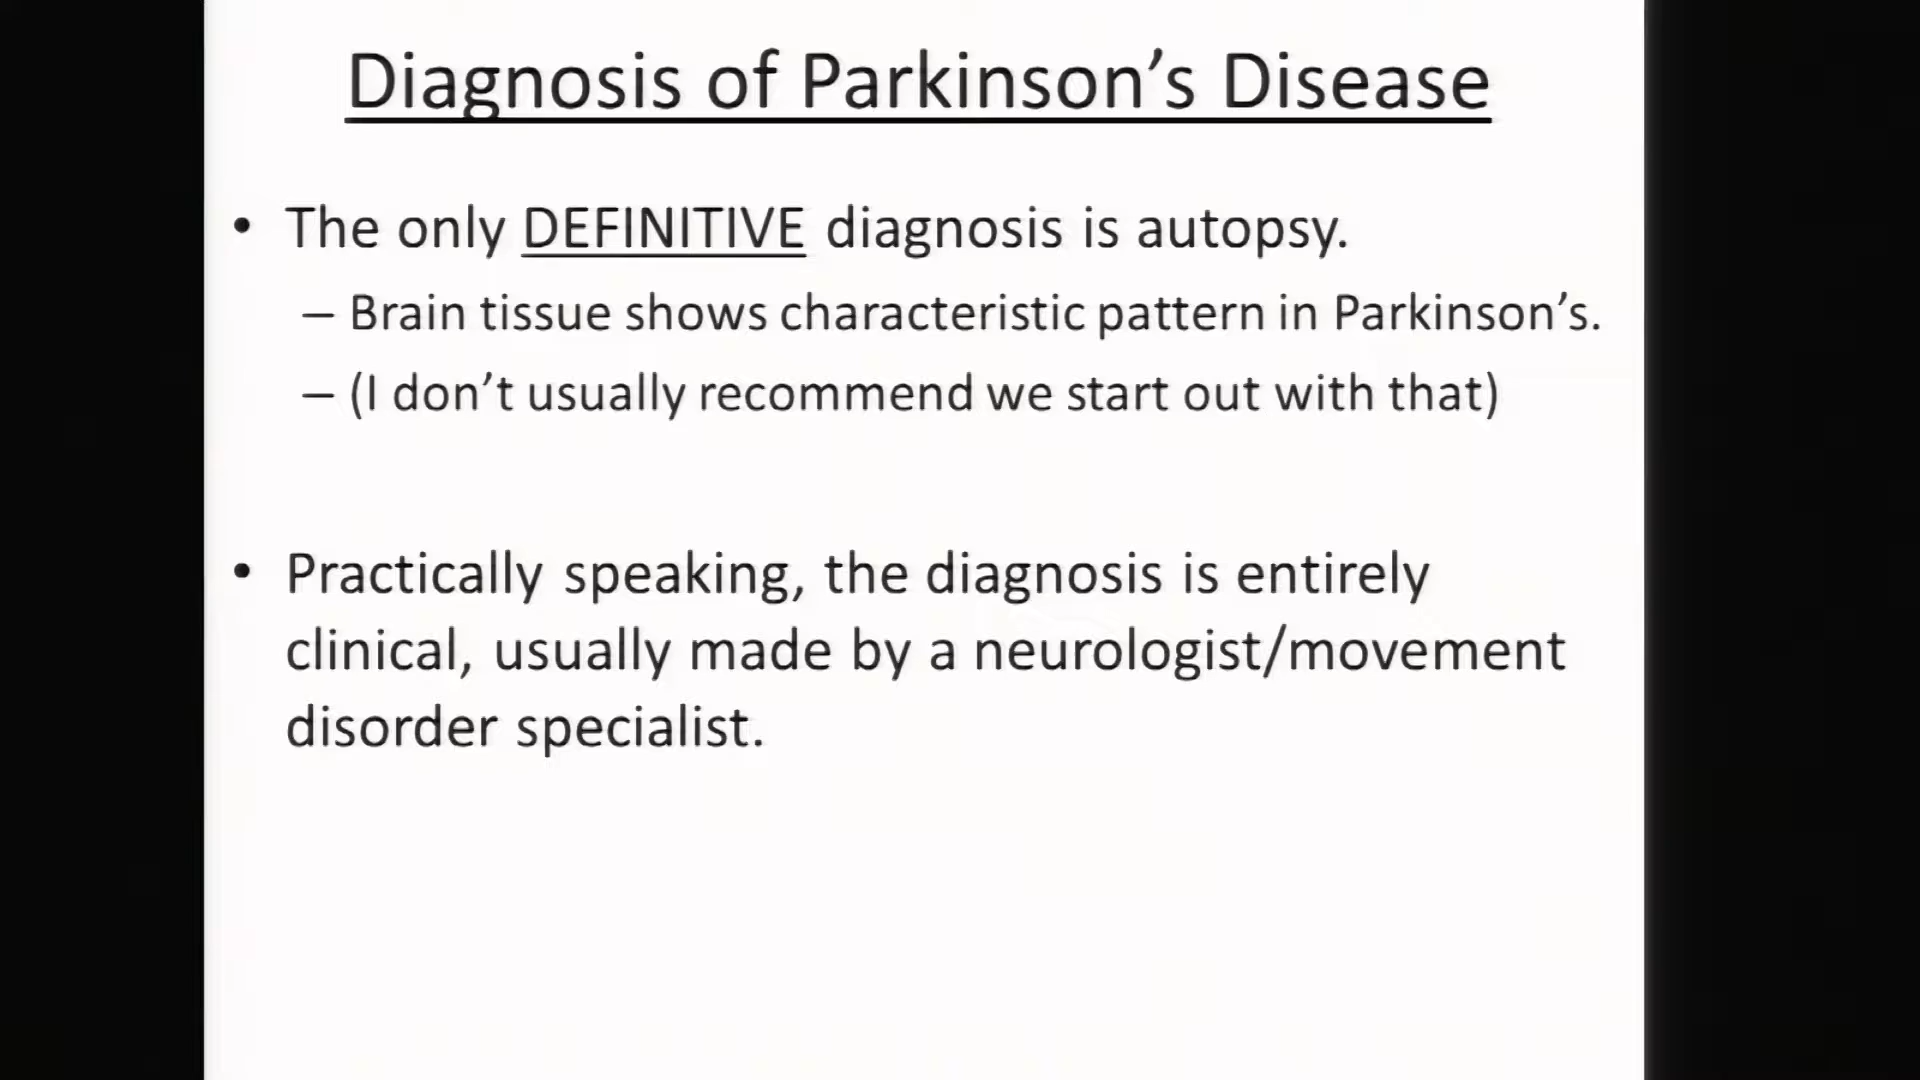 Diagnosis of Parkinson’s Disease
• The only DEFINITIVE diagnosis is autopsy.
– Brain tissue shows characteristic pattern in Parkinson’s.
– (I don’t usually recommend we start out with that)
• Practically speaking, the diagnosis is entirely
clinical, usually made by a neurologist/movement
disorder specialist.